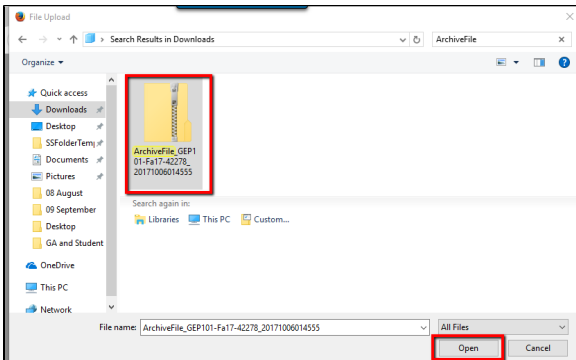 File Upload
Search Results in Downloads
ArchiveFile
Organize
Quick access
Downloads
Desktop
SSFolderTemp
Documents
Pictures
08 August
09 September
Desktop
GA and Student
OneDrive
This PC
Network
ArchiveFile_GEP1
01-Fa17-42278_
20171006014555
Search again in:
Libraries This PC Custom...
File name: ArchiveFile_GEP101-Fa17-42278_20171006014555 All Files
Open Cancel